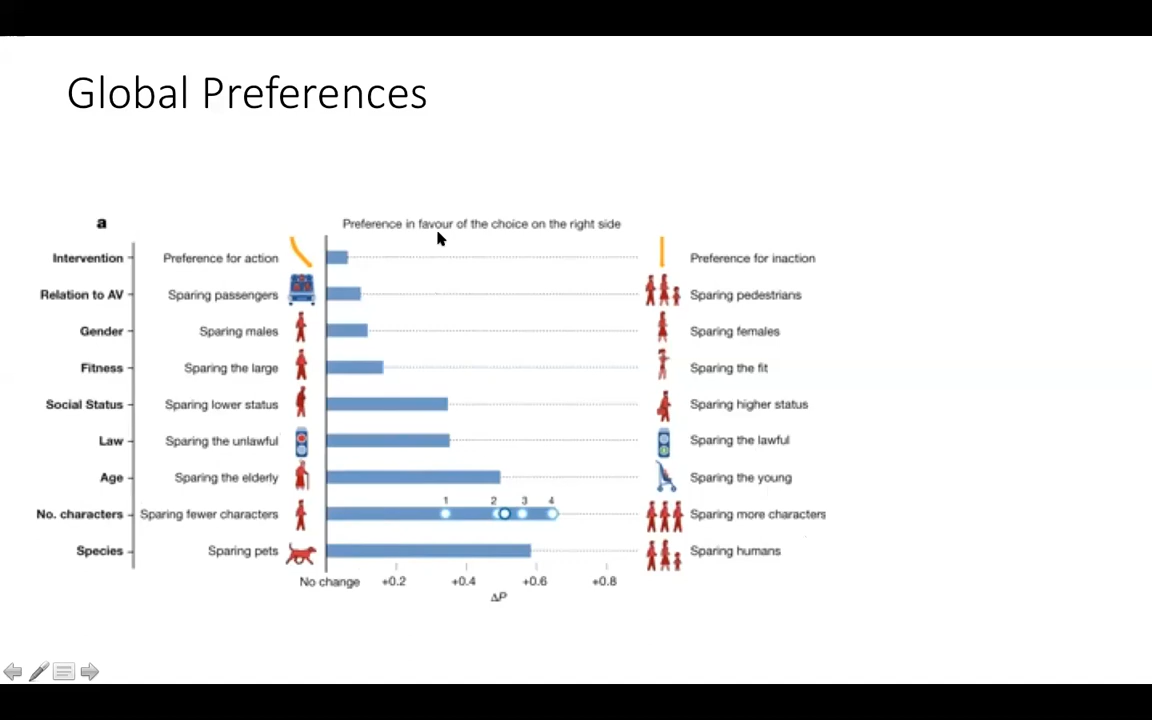 Global Preferences
a
Preference in favour of the choice on the right side
Intervention Preference for action Preference for inaction
Relation to AV Sparing passengers Sparing pedestrians
Gender Sparing males Sparing females
Fitness Sparing the large Sparing the fit
Social Status Sparing lower status Sparing higher status
Law Sparing the unlawful Sparing the lawful
Age Sparing the elderly Sparing the young
1 2 3 4
No. characters Sparing fewer characters Sparing more characters
Species Sparing pets Sparing humans
No change +0.2 +0.4 +0.6 +0.8
ΔP